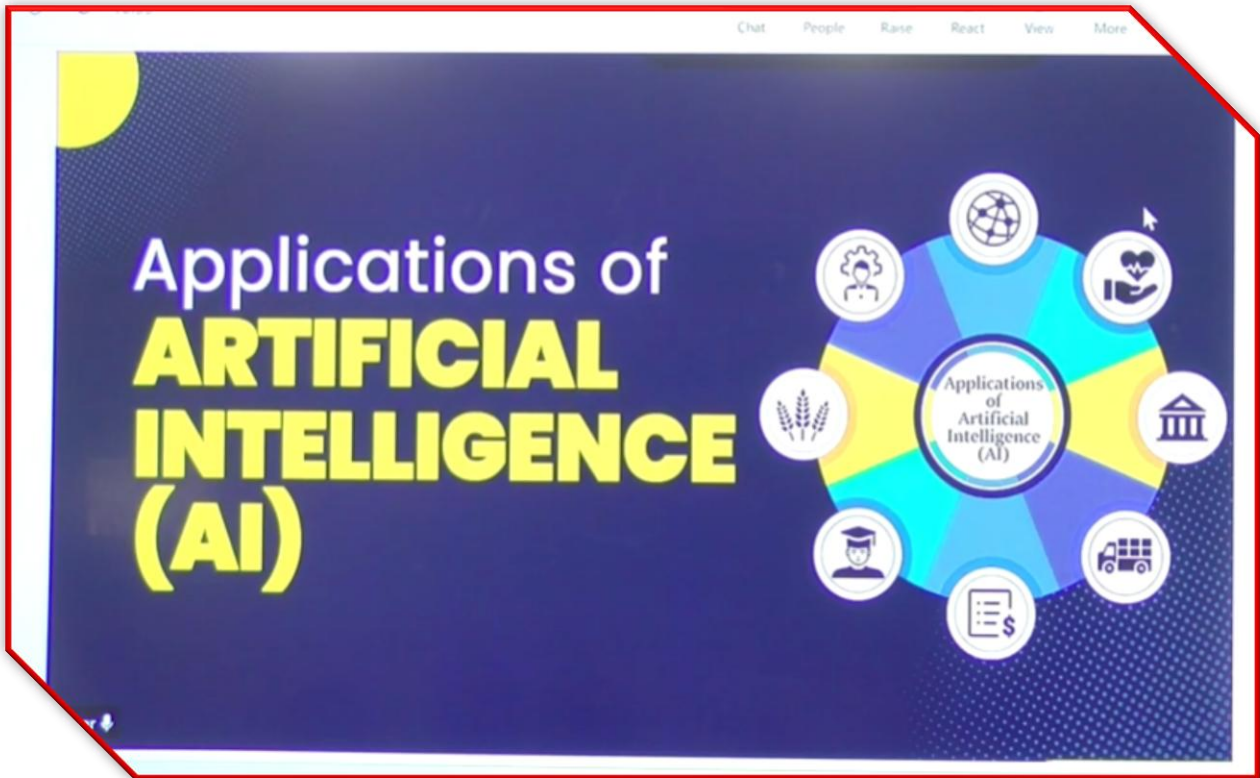 Chat People Raise React View More
Applications of
ARTIFICIAL
INTELLIGENCE
(AI)
Applications
of
Artificial
Intelligence
(AI)
$